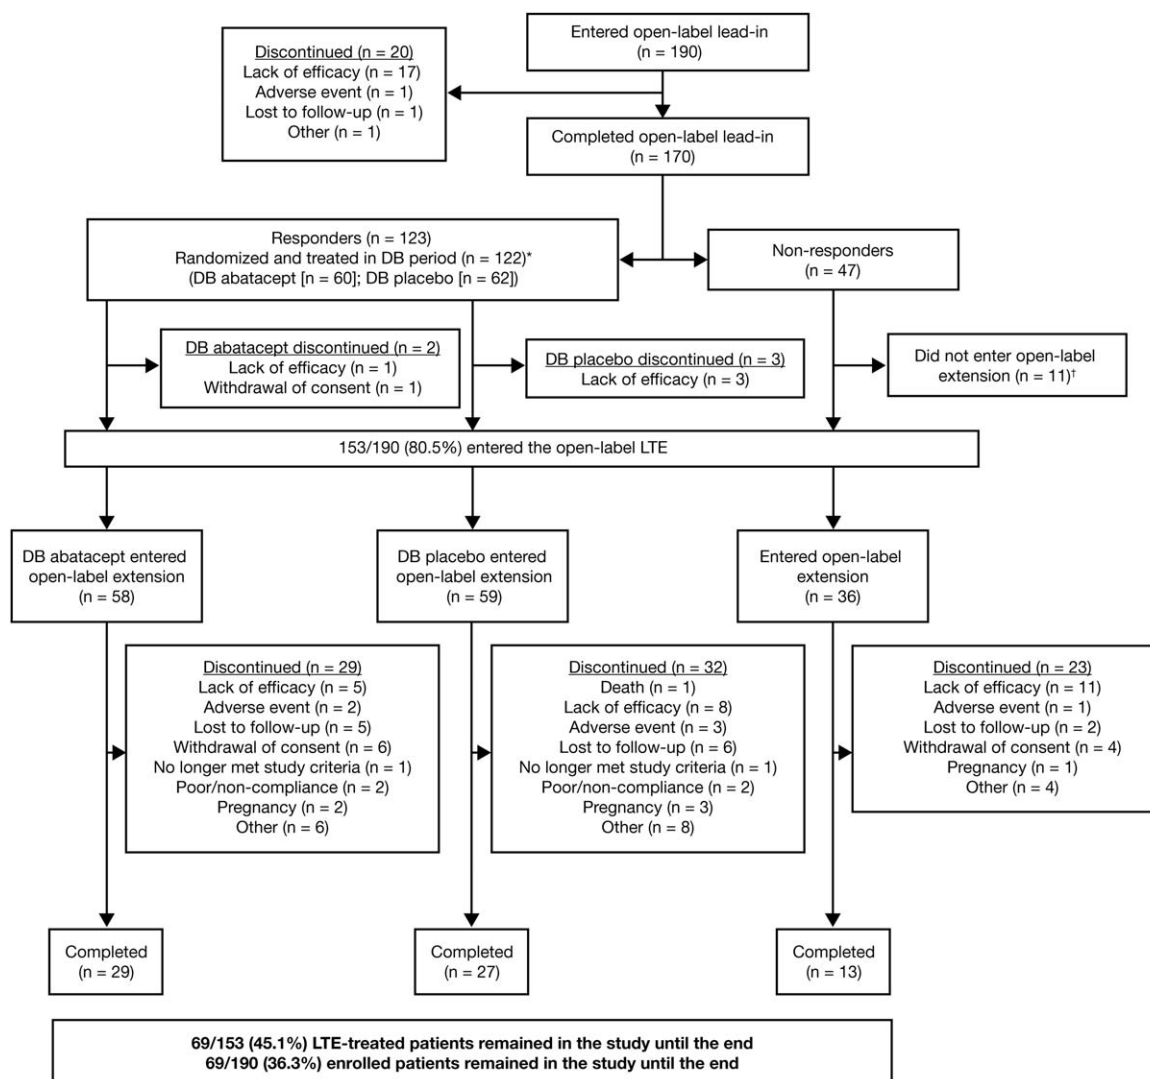 Entered open-label lead-in
(n = 190)
Discontinued (n = 20)
Lack of efficacy (n = 17)
Adverse event (n = 1)
Lost to follow-up (n = 1)
Other (n = 1)
Completed open-label lead-in
(n = 170)
Responders (n = 123)
Randomized and treated in DB period (n = 122)*
(DB abatacept [n = 60]; DB placebo [n = 62])
Non-responders
(n = 47)
DB abatacept discontinued (n = 2)
Lack of efficacy (n = 1)
Withdrawal of consent (n = 1)
DB placebo discontinued (n = 3)
Lack of efficacy (n = 3)
Did not enter open-label
extension (n = 11)†
153/190 (80.5%) entered the open-label LTE
DB abatacept entered
open-label extension
(n = 58)
DB placebo entered
open-label extension
(n = 59)
Entered open-label
extension
(n = 36)
Discontinued (n = 29)
Lack of efficacy (n = 5)
Adverse event (n = 2)
Lost to follow-up (n = 5)
Withdrawal of consent (n = 6)
No longer met study criteria (n = 1)
Poor/non-compliance (n = 2)
Pregnancy (n = 2)
Other (n = 6)
Discontinued (n = 32)
Death (n = 1)
Lack of efficacy (n = 8)
Adverse event (n = 3)
Lost to follow-up (n = 6)
No longer met study criteria (n = 1)
Poor/non-compliance (n = 2)
Pregnancy (n = 3)
Other (n = 8)
Discontinued (n = 23)
Lack of efficacy (n = 11)
Adverse event (n = 1)
Lost to follow-up (n = 2)
Withdrawal of consent (n = 4)
Pregnancy (n = 1)
Other (n = 4)
Completed
(n = 29)
Completed
(n = 27)
Completed
(n = 13)
69/153 (45.1%) LTE-treated patients remained in the study until the end
69/190 (36.3%) enrolled patients remained in the study until the end